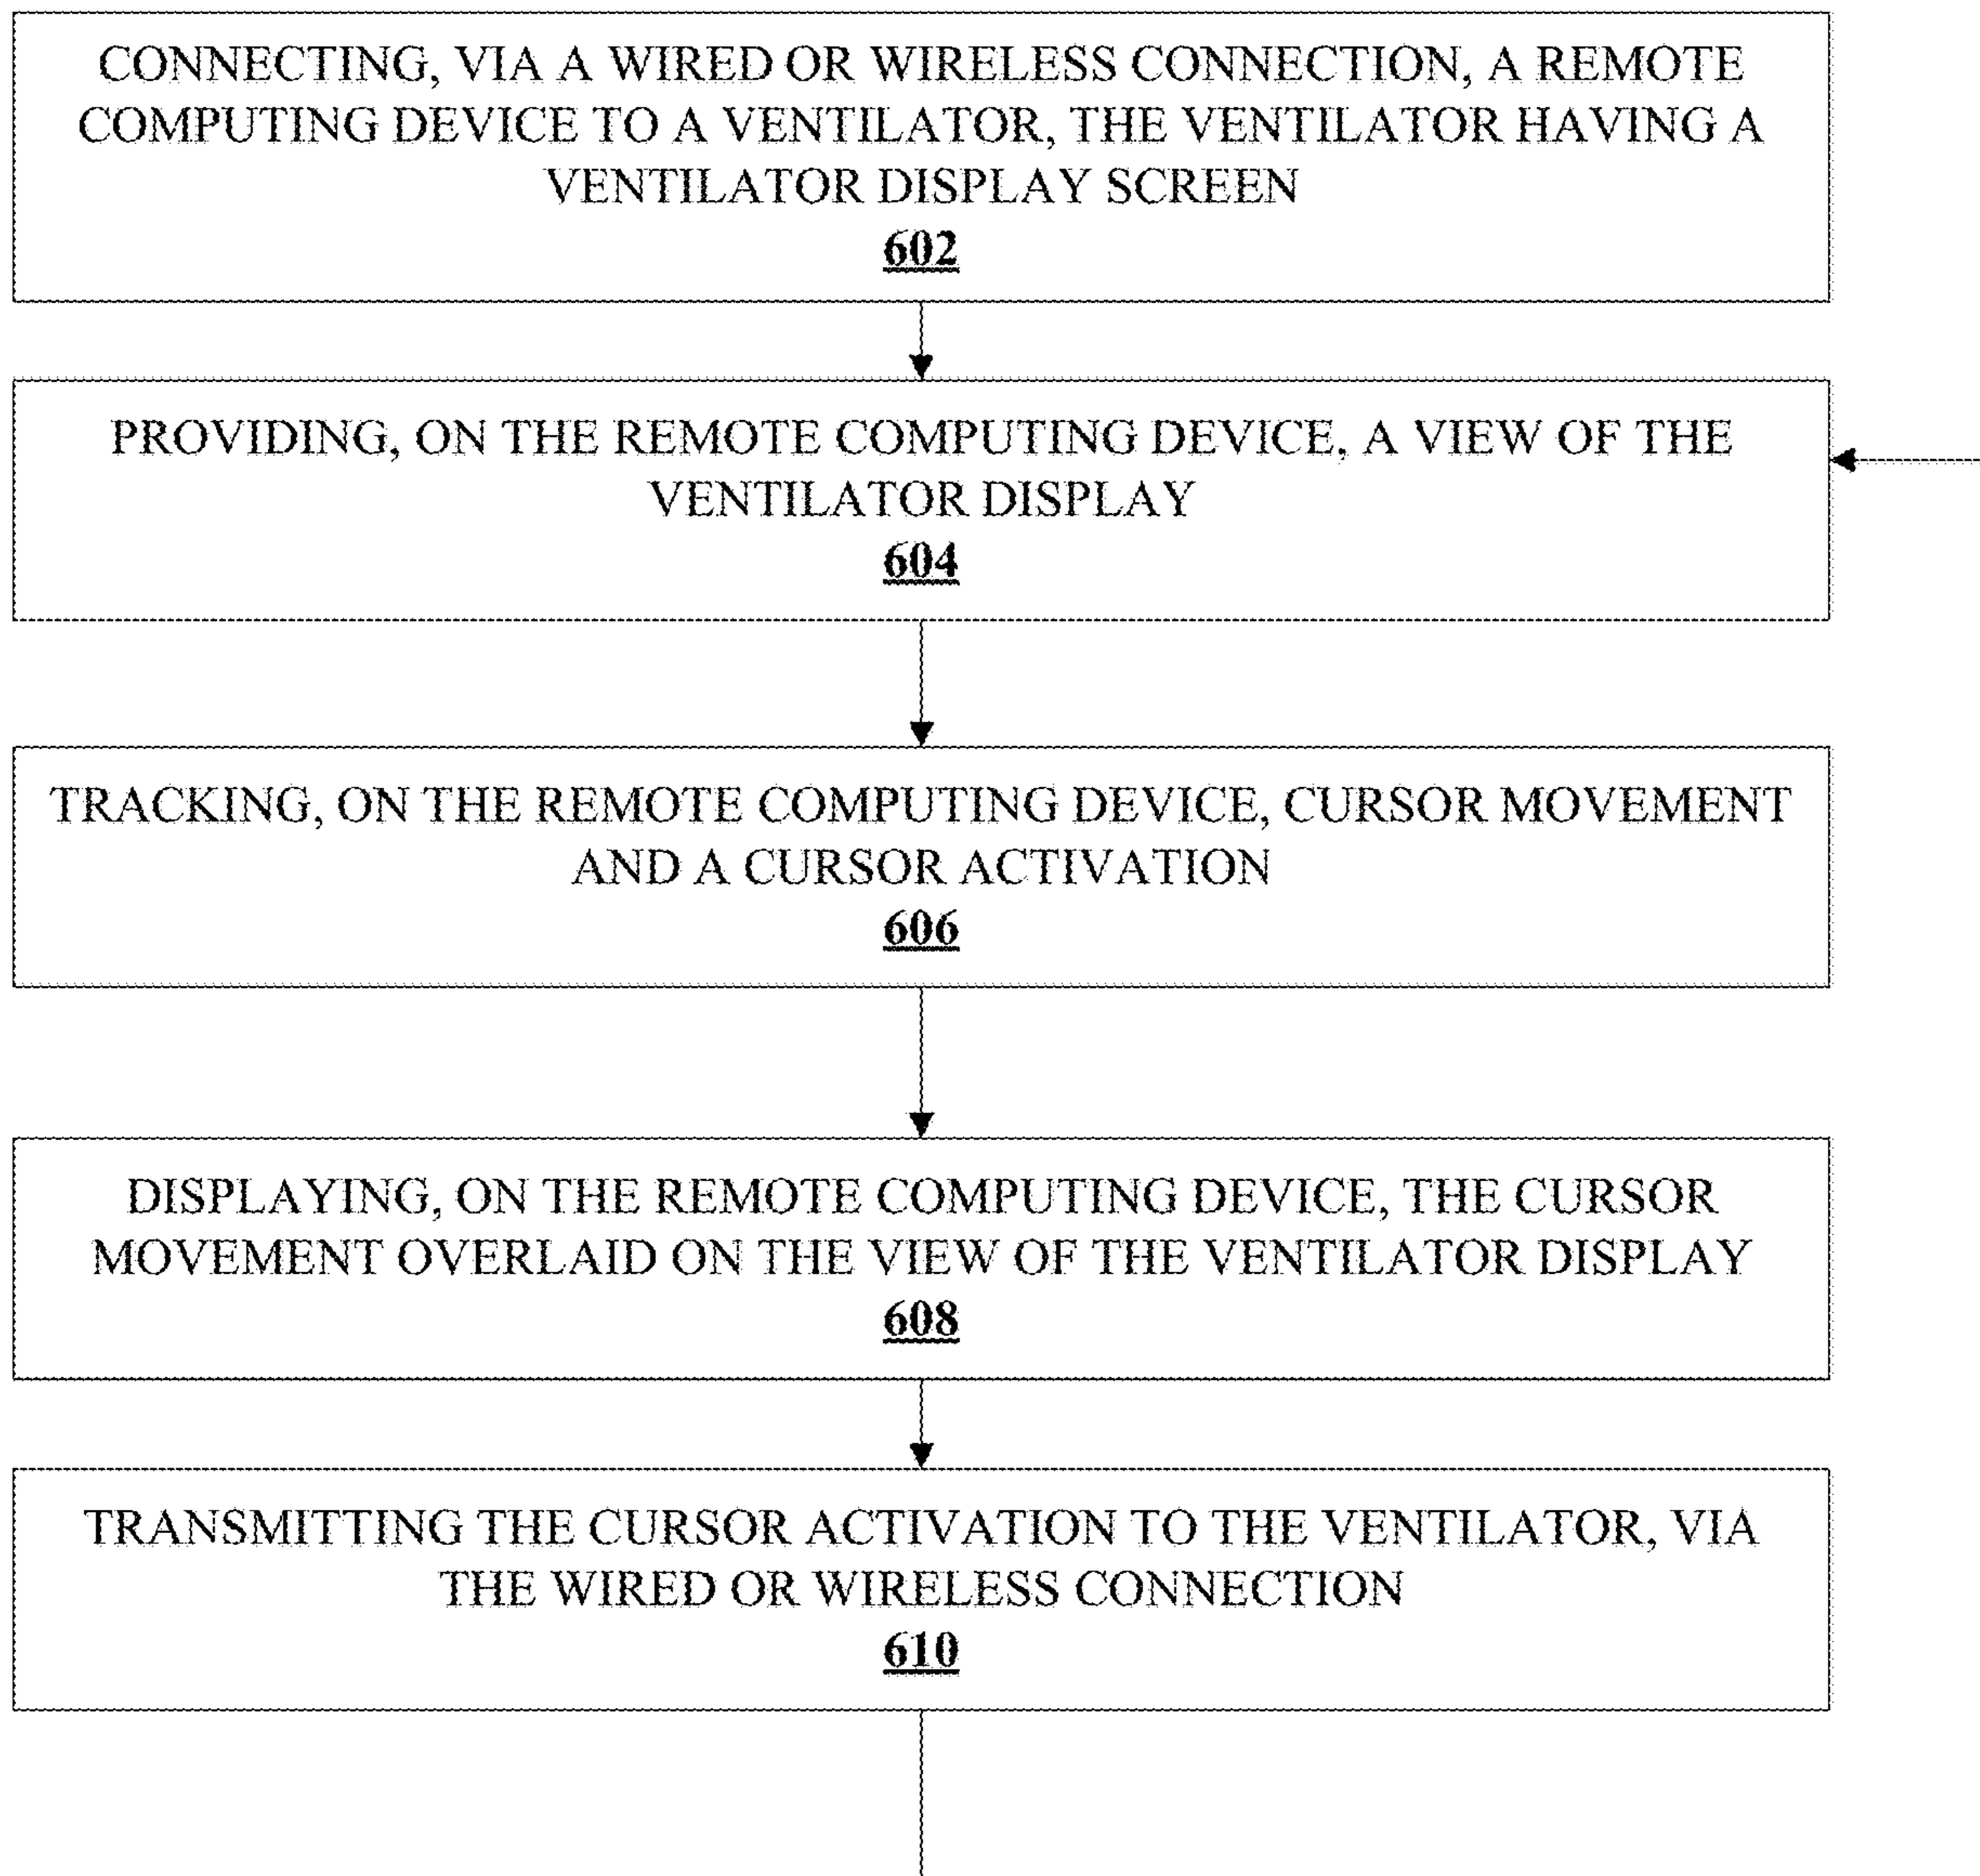 CONNECTING, VIA A WIRED OR WIRELESS CONNECTION, A REMOTE
COMPUTING DEVICE TO A VENTILATOR, THE VENTILATOR HAVING A
VENTILATOR DISPLAY SCREEN
602
PROVIDING, ON THE REMOTE COMPUTING DEVICE, A VIEW OF THE
VENTILATOR DISPLAY
604
TRACKING, ON THE REMOTE COMPUTING DEVICE, CURSOR MOVEMENT
AND A CURSOR ACTIVATION
606
DISPLAYING, ON THE REMOTE COMPUTING DEVICE, THE CURSOR
MOVEMENT OVERLAID ON THE VIEW OF THE VENTILATOR DISPLAY
608
TRANSMITTING THE CURSOR ACTIVATION TO THE VENTILATOR, VIA
THE WIRED OR WIRELESS CONNECTION
610